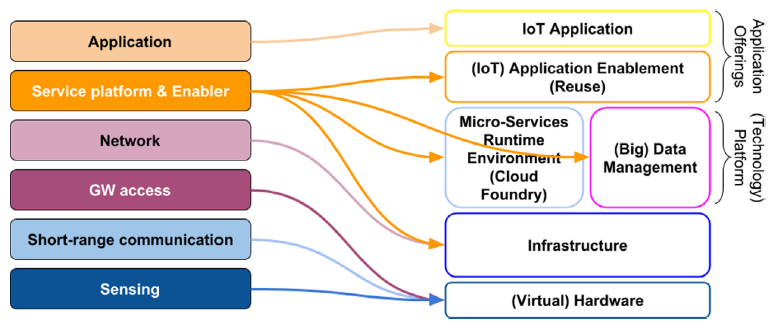 Application
Service platform & Enabler
Network
GW access
Short-range communication
Sensing
IoT Application
(IoT) Application Enablement
(Reuse)
Micro-Services
Runtime
Environment
(Cloud
Foundry)
(Big) Data
Management
Infrastructure
(Virtual) Hardware
Application
Offerings
(Technology)
Platform